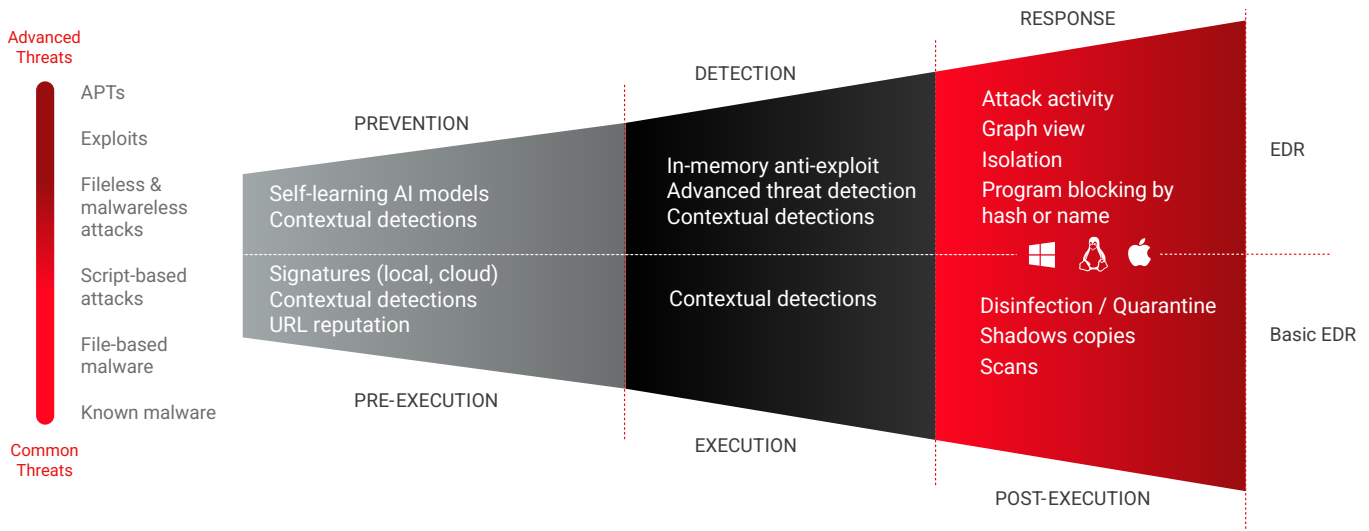 Advanced
Threats
APTs
Exploits
Fileless &
malwareless
attacks
Script-based
attacks
File-based
malware
Known malware
Common
Threats
PREVENTION
Self-learning AI models
Contextual detections
Signatures (local, cloud)
Contextual detections
URL reputation
PRE-EXECUTION
DETECTION
In-memory anti-exploit
Advanced threat detection
Contextual detections
Contextual detections
EXECUTION
RESPONSE
Attack activity
Graph view
Isolation
Program blocking by
hash or name
Disinfection / Quarantine
Shadows copies
Scans
POST-EXECUTION
EDR
Basic EDR